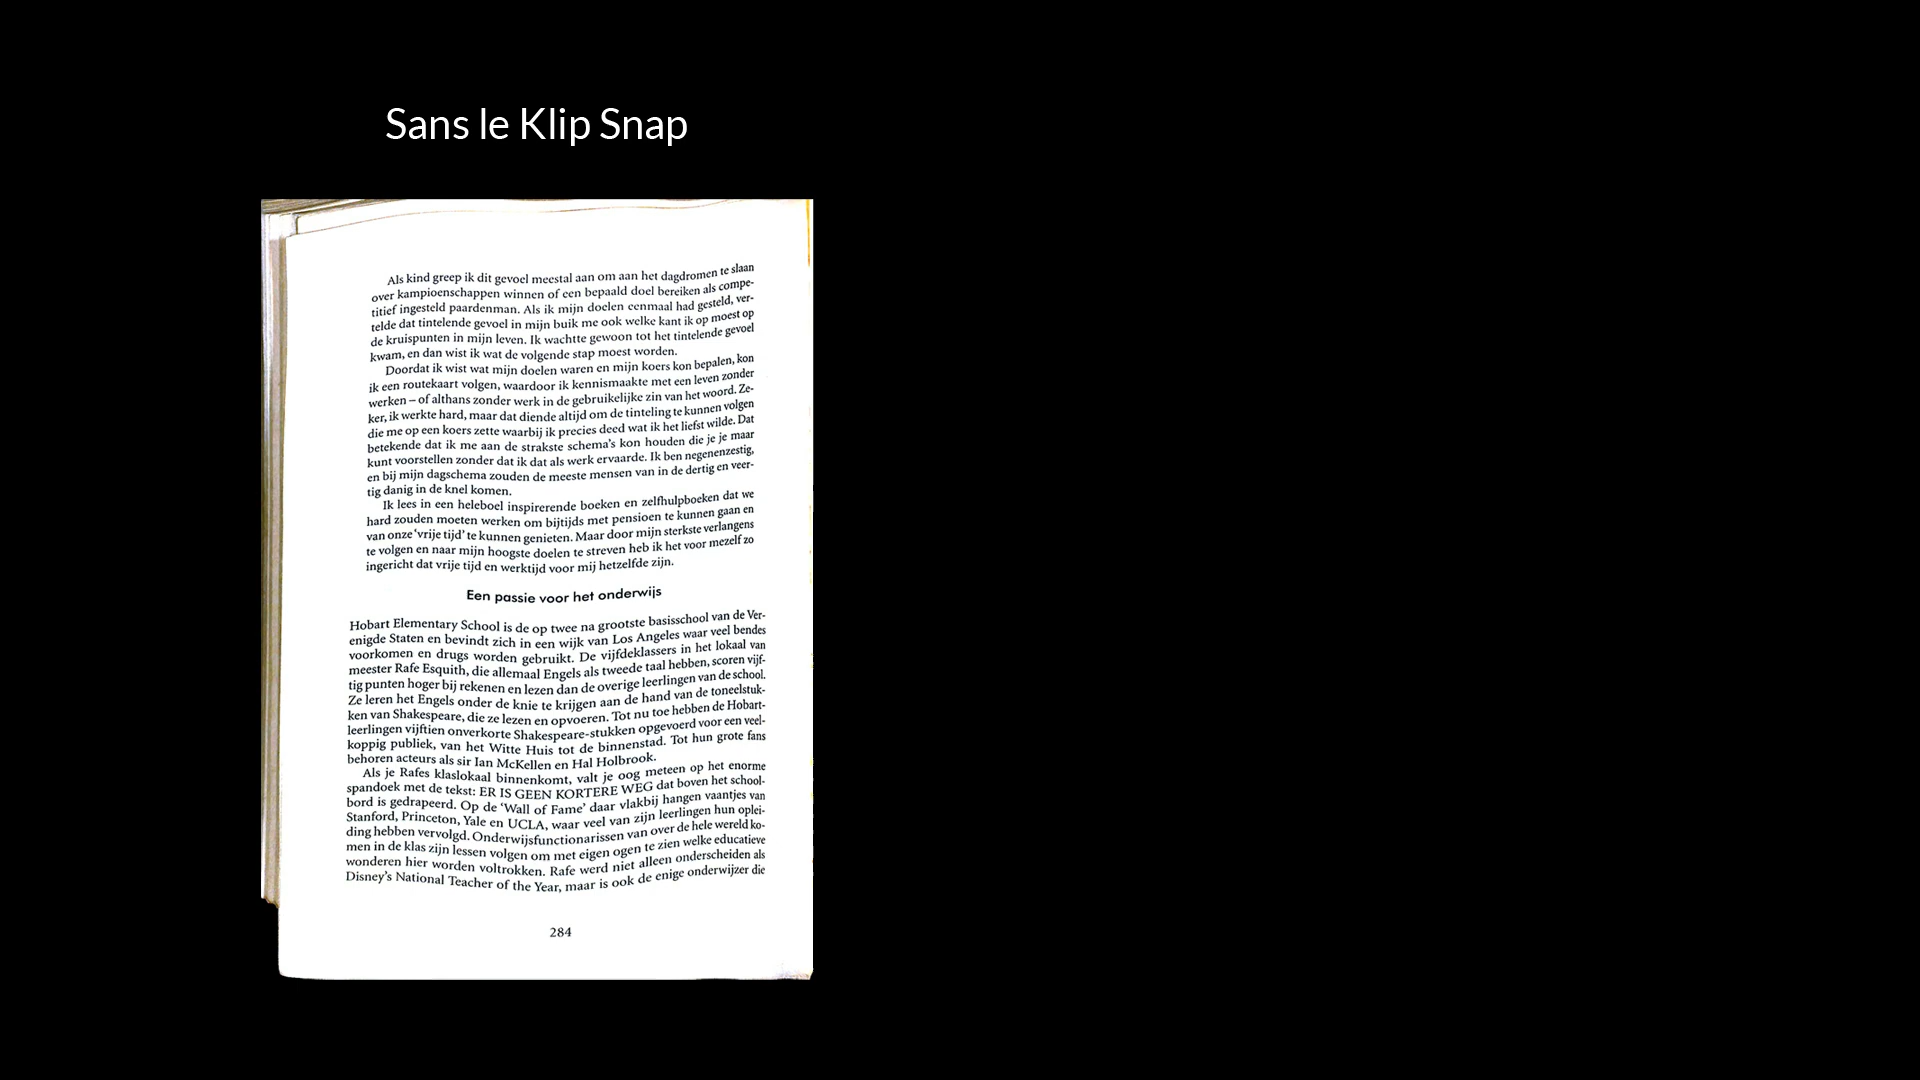 Sans le Klip Snap
Als kind greep ik dit gevoel meestal aan om aan het dagdromen te slaan
over kampioenschappen winnen of een bepaald doel bereiken als compe-
titief ingesteld paardenman. Als ik mijn doelen eenmaal had gesteld, ver-
telde dat tintelende gevoel in mijn buik me ook welke kant ik op moest op
de kruispunten in mijn leven. Ik wachtte gewoon tot het tintelende gevoel
kwam, en dan wist ik wat de volgende stap moest worden.
Doordat ik wist wat mijn doelen waren en mijn koers kon bepalen, kon
ik een routekaart volgen, waardoor ik kennismaakte met een leven zonder
werken – of althans zonder werk in de gebruikelijke zin van het woord. Ze-
ker, ik werkte hard, maar dat diende altijd om de tinteling te kunnen volgen
die me op een koers zette waarbij ik precies deed wat ik het liefst wilde. Dat
betekende dat ik me aan de strakste schema's kon houden die je je maar
kunt voorstellen zonder dat ik dat als werk ervaarde. Ik ben negenenzestig,
en bij mijn dagschema zouden de meeste mensen van in de dertig en veer-
tig danig in de knel komen.
Ik lees in een heleboel inspirerende boeken en zelfhulpboeken dat we
hard zouden moeten werken om bijtijds met pensioen te kunnen gaan en
van onze 'vrije tijd' te kunnen genieten. Maar door mijn sterkste verlangens
te volgen en naar mijn hoogste doelen te streven heb ik het voor mezelf zo
ingericht dat vrije tijd en werktijd voor mij hetzelfde zijn.
Een passie voor het onderwijs
Hobart Elementary School is de op twee na grootste basisschool van de Ver-
enigde Staten en bevindt zich in een wijk van Los Angeles waar veel bendes
voorkomen en drugs worden gebruikt. De vijfdeklassers in het lokaal van
meester Rafe Esquith, die allemaal Engels als tweede taal hebben, scoren vijf-
tig punten hoger bij rekenen en lezen dan de overige leerlingen van de school.
Ze leren het Engels onder de knie te krijgen aan de hand van de toneelstuk-
ken van Shakespeare, die ze lezen en opvoeren. Tot nu toe hebben de Hobart-
leerlingen vijftien onverkorte Shakespeare-stukken opgevoerd voor een veel-
koppig publiek, van het Witte Huis tot de binnenstad. Tot hun grote fans
behoren acteurs als sir Ian McKellen en Hal Holbrook.
Als je Rafes klaslokaal binnenkomt, valt je oog meteen op het enorme
spandoek met de tekst: ER IS GEEN KORTERE WEG dat boven het school-
bord is gedrapeerd. Op de 'Wall of Fame' daar vlakbij hangen vaantjes van
Stanford, Princeton, Yale en UCLA, waar veel van zijn leerlingen hun oplei-
ding hebben vervolgd. Onderwijsfunctionarissen van over de hele wereld ko-
men in de klas zijn lessen volgen om met eigen ogen te zien welke educatieve
wonderen hier worden voltrokken. Rafe werd niet alleen onderscheiden als
Disney's National Teacher of the Year, maar is ook de enige onderwijzer die
284